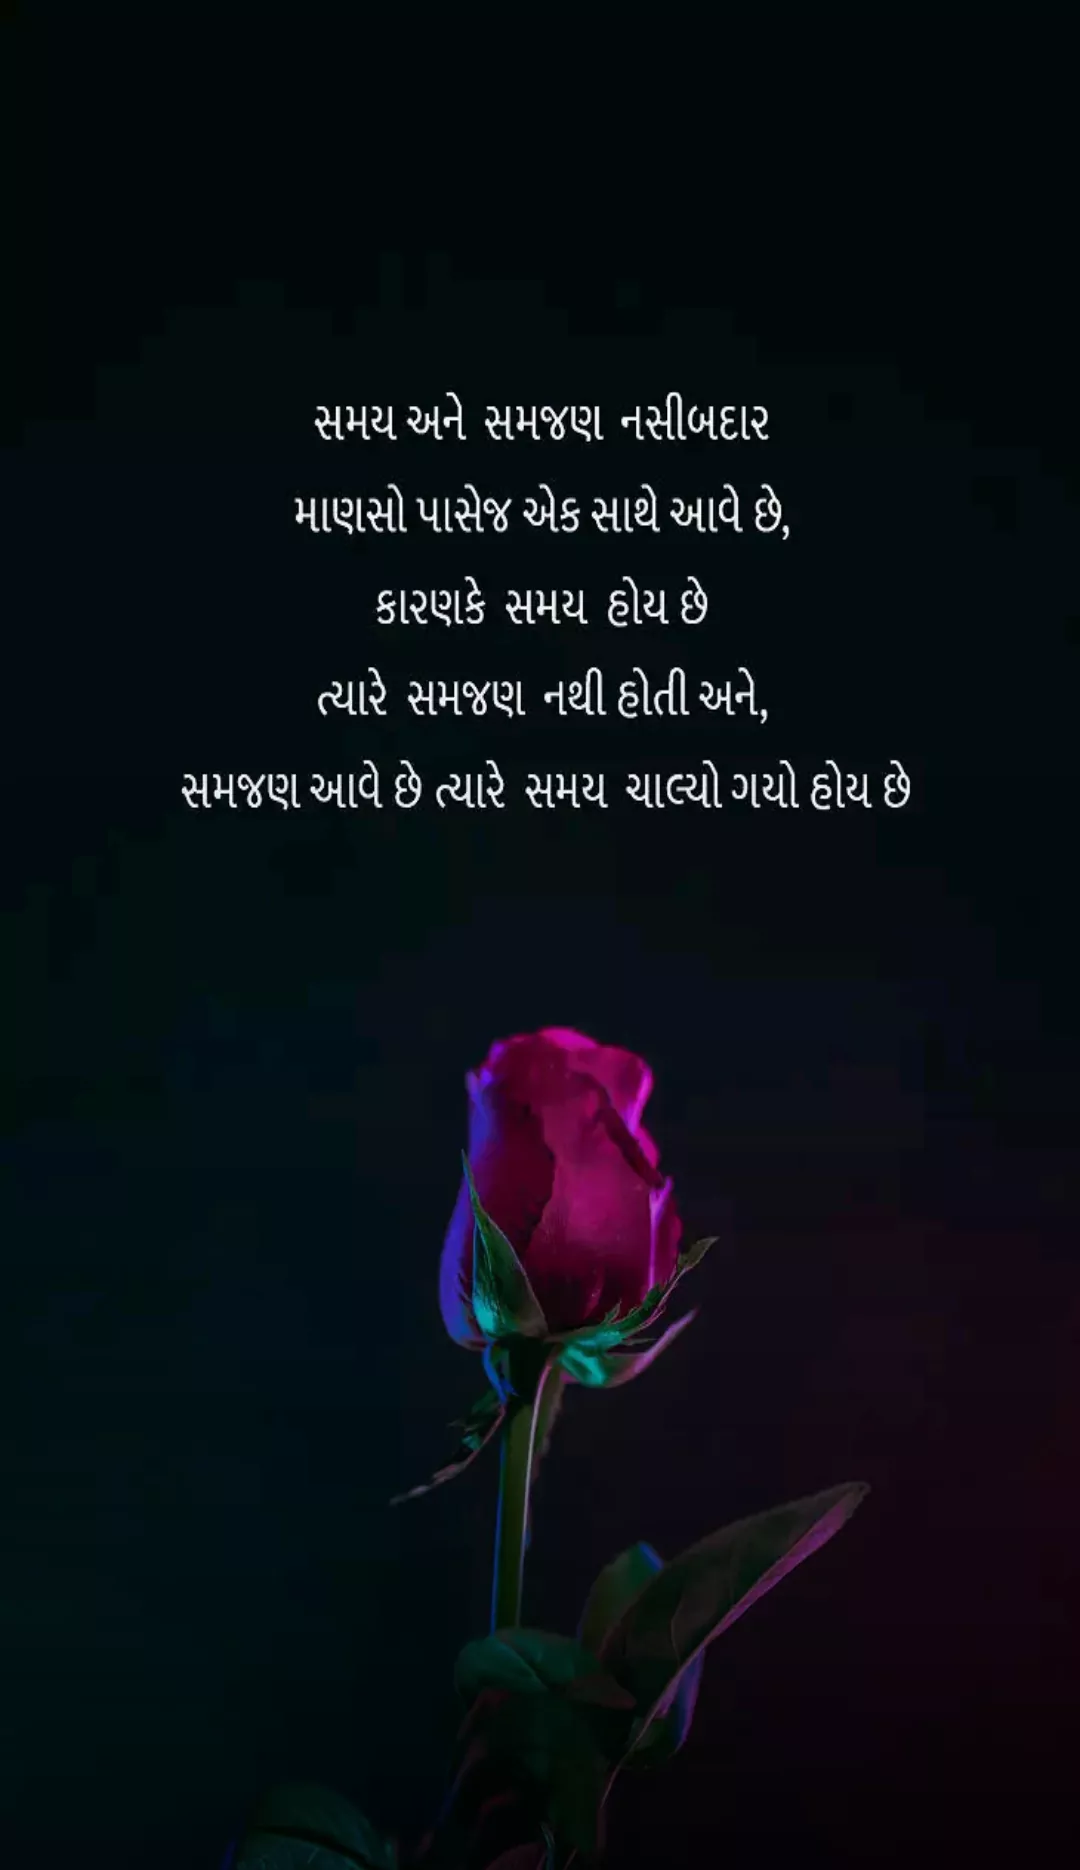 સમય અને સમજણ નસીબદાર
માણસો પાસેજ એક સાથે આવે છે,
કારણકે સમય હોય છે
ત્યારે સમજણ નથી હોતી અને,
સમજણ આવે છે ત્યારે સમય ચાલ્યો ગયો હોય છે